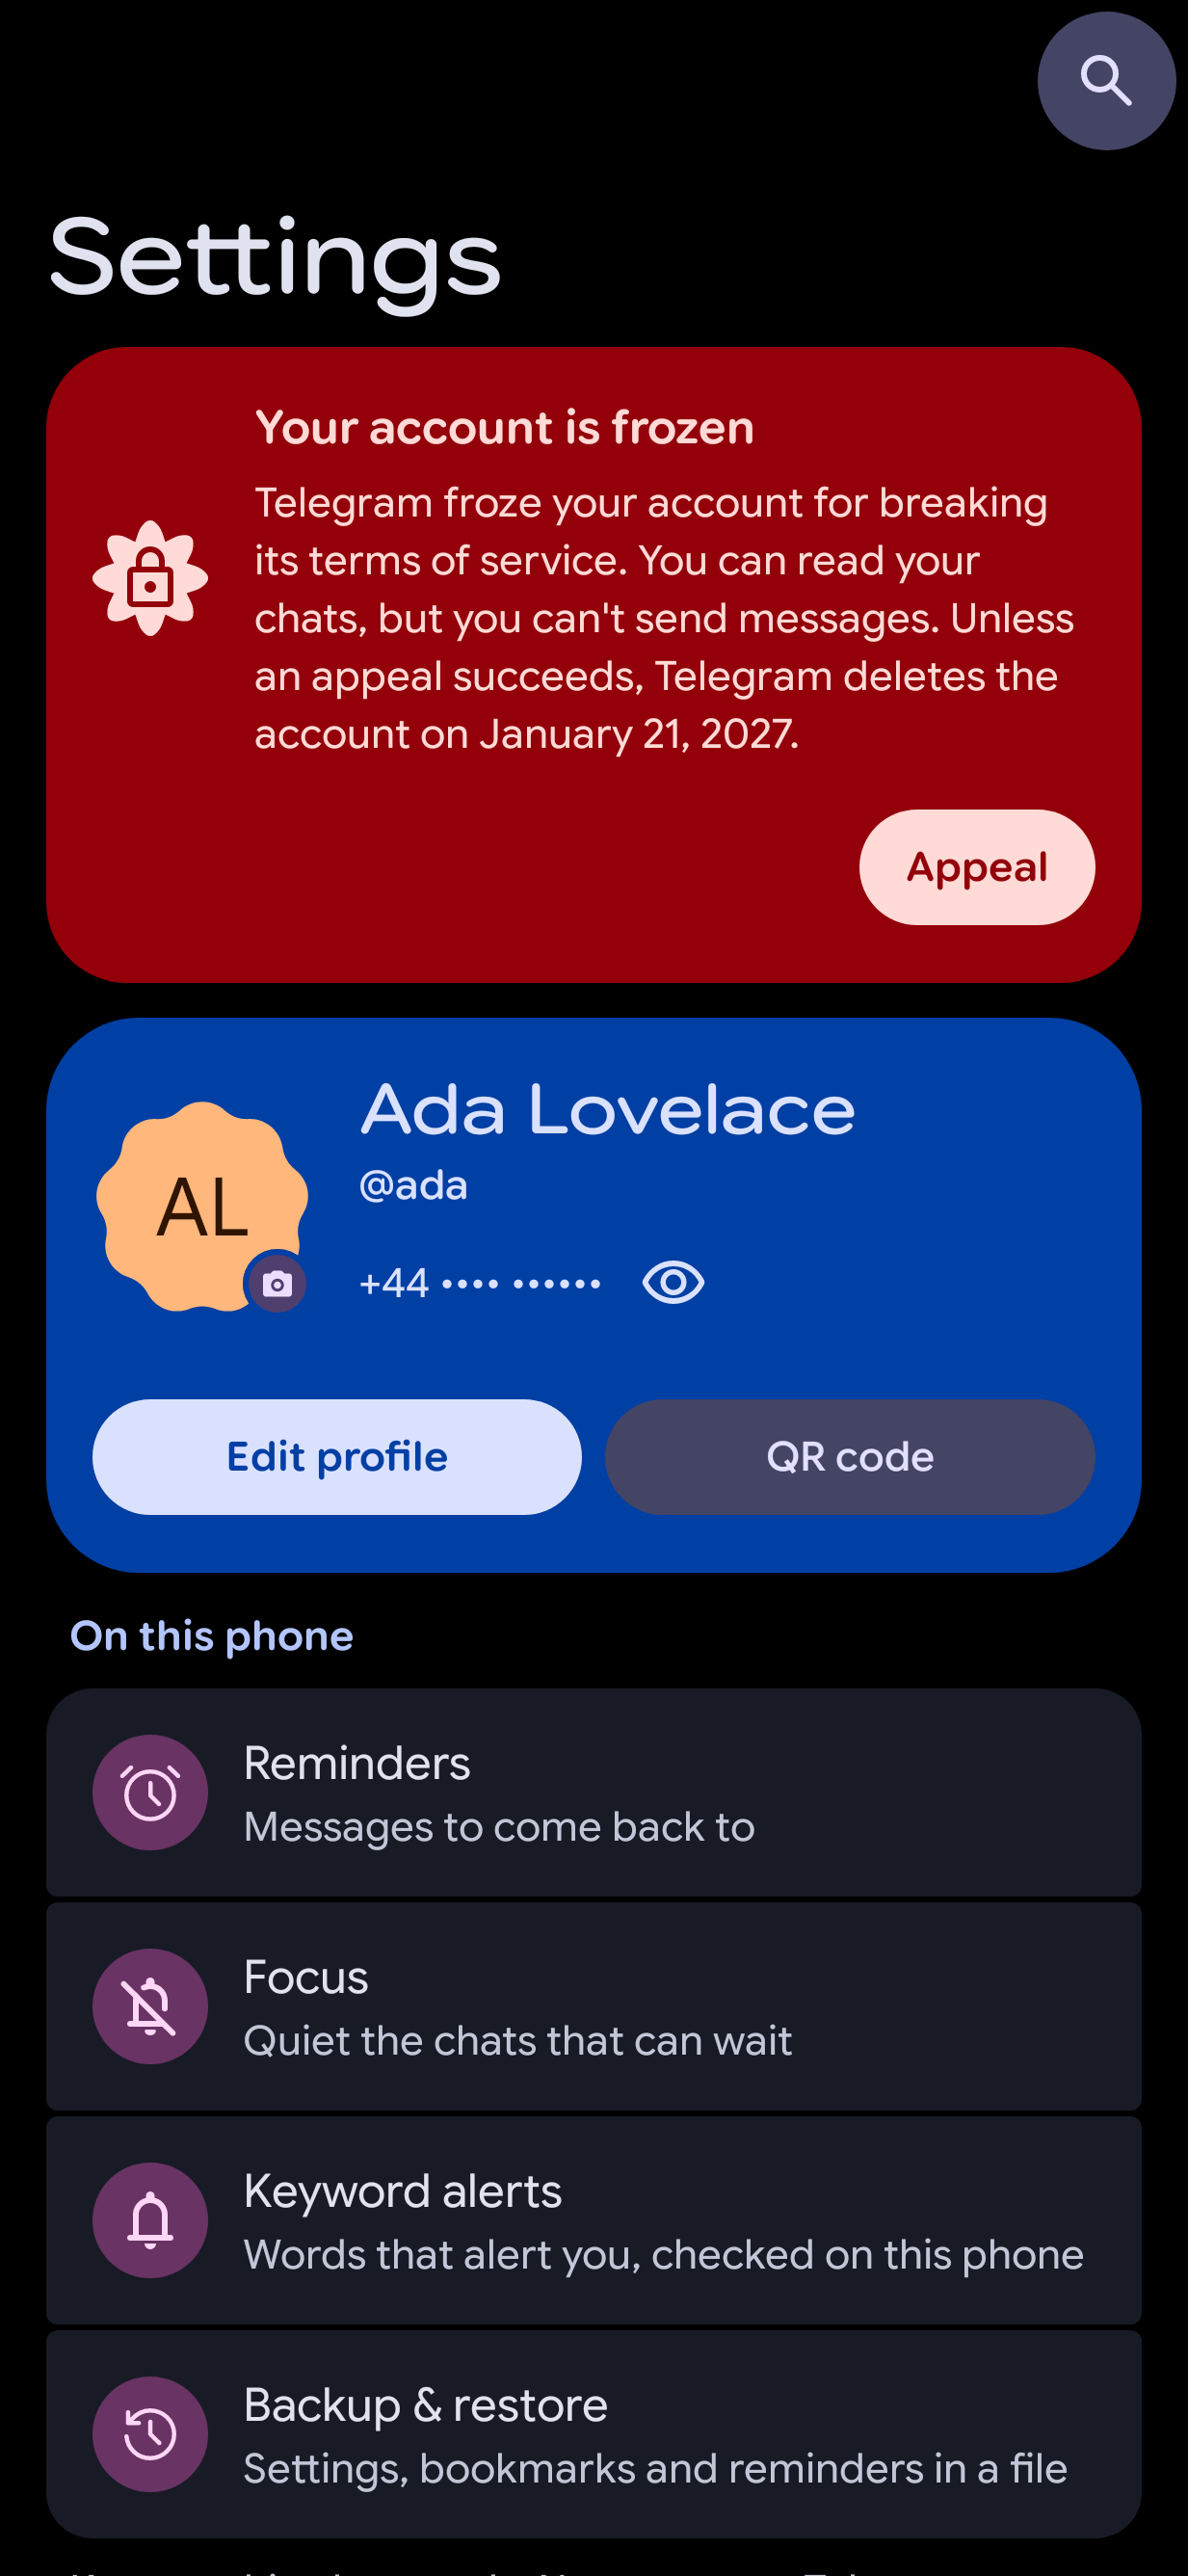 Settings
Your account is frozen
Telegram froze your account for breaking
its terms of service. You can read your
chats, but you can't send messages. Unless
an appeal succeeds, Telegram deletes the
account on January 21, 2027.
Appeal
Ada Lovelace
@ada
AL
+44 •••• ••••••
Edit profile
QR code
On this phone
Reminders
Messages to come back to
Focus
Quiet the chats that can wait
Keyword alerts
Words that alert you, checked on this phone
Backup & restore
Settings, bookmarks and reminders in a file